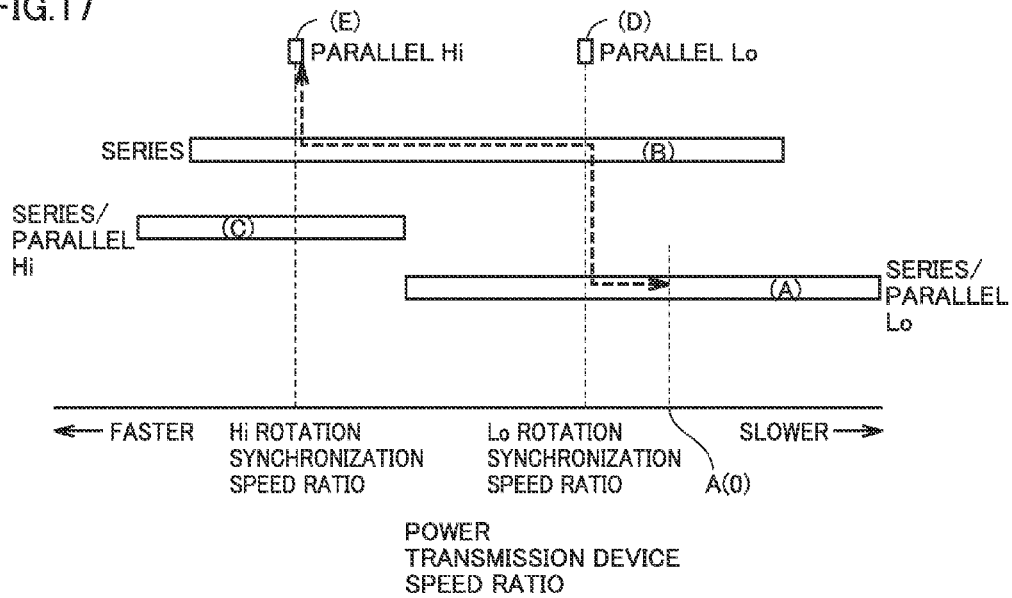 FIG.17
(E)
(D)
PARALLEL Hi
PARALLEL Lo
SERIES
(B)
SERIES/
PARALLEL
Hi
(C)
(A)
SERIES/
PARALLEL
Lo
FASTER
Hi ROTATION
SYNCHRONIZATION
SPEED RATIO
Lo ROTATION
SYNCHRONIZATION
SPEED RATIO
SLOWER
A(0)
POWER
TRANSMISSION DEVICE
SPEED RATIO